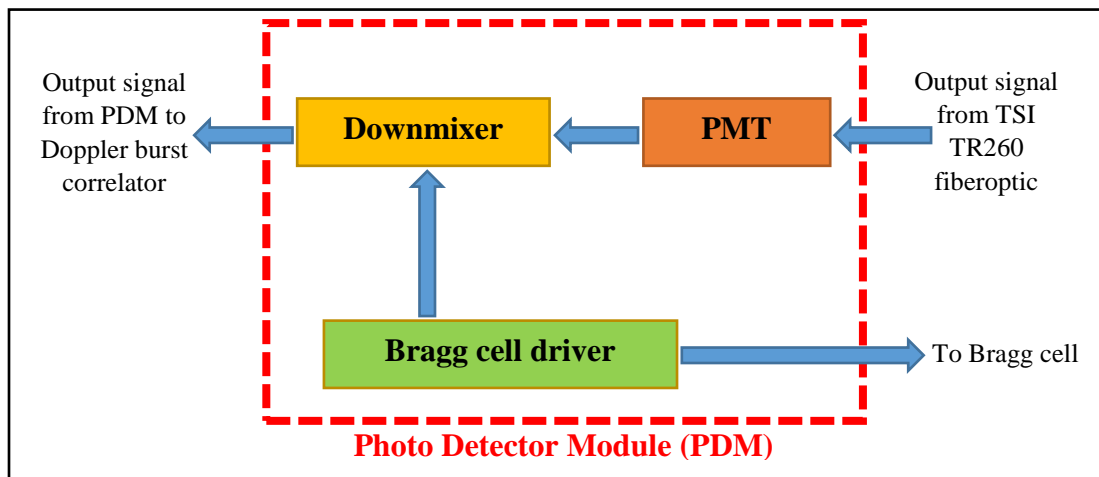 Output signal
from PDM to
Doppler burst
correlator
Downmixer
PMT
Output signal
from TSI
TR260
fiberoptic
Bragg cell driver
To Bragg cell
Photo Detector Module (PDM)